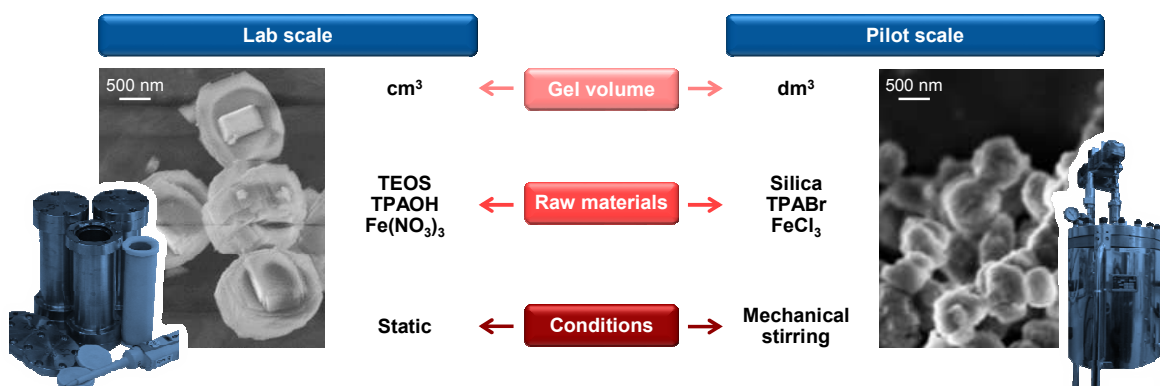 Lab scale
Pilot scale
500 nm
cm³
Gel volume
dm³
500 nm
TEOS
TPAOH
Fe(NO₃)₃
Raw materials
Silica
TPABr
FeCl₃
Static
Conditions
Mechanical
stirring